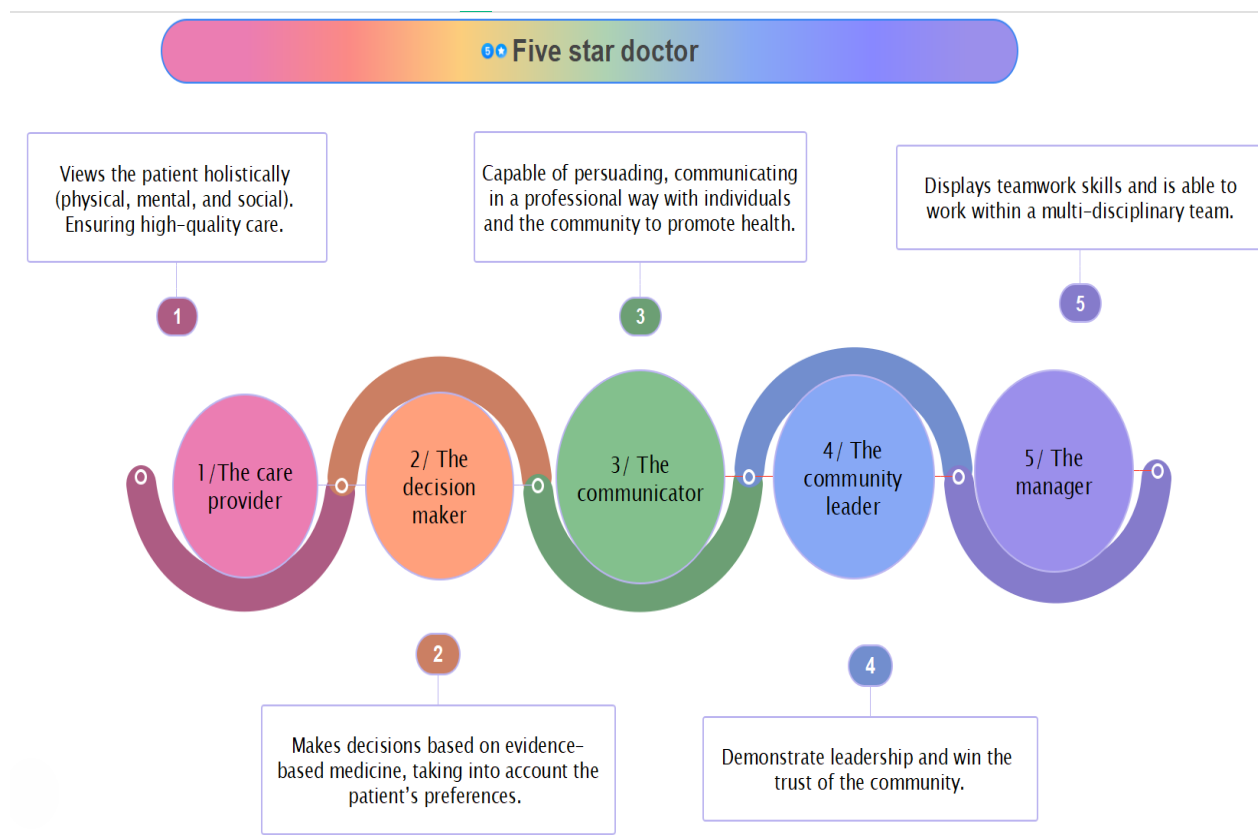 5 Five star doctor
Views the patient holistically
(physical, mental, and social).
Ensuring high-quality care.
Capable of persuading, communicating
in a professional way with individuals
and the community to promote health.
Displays teamwork skills and is able to
work within a multi-disciplinary team.
1
3
5
1/The care
provider
2/ The
decision
maker
3/ The
communicator
4/ The
community
leader
5/ The
manager
2
4
Makes decisions based on evidence-
based medicine, taking into account the
patient's preferences.
Demonstrate leadership and win the
trust of the community.